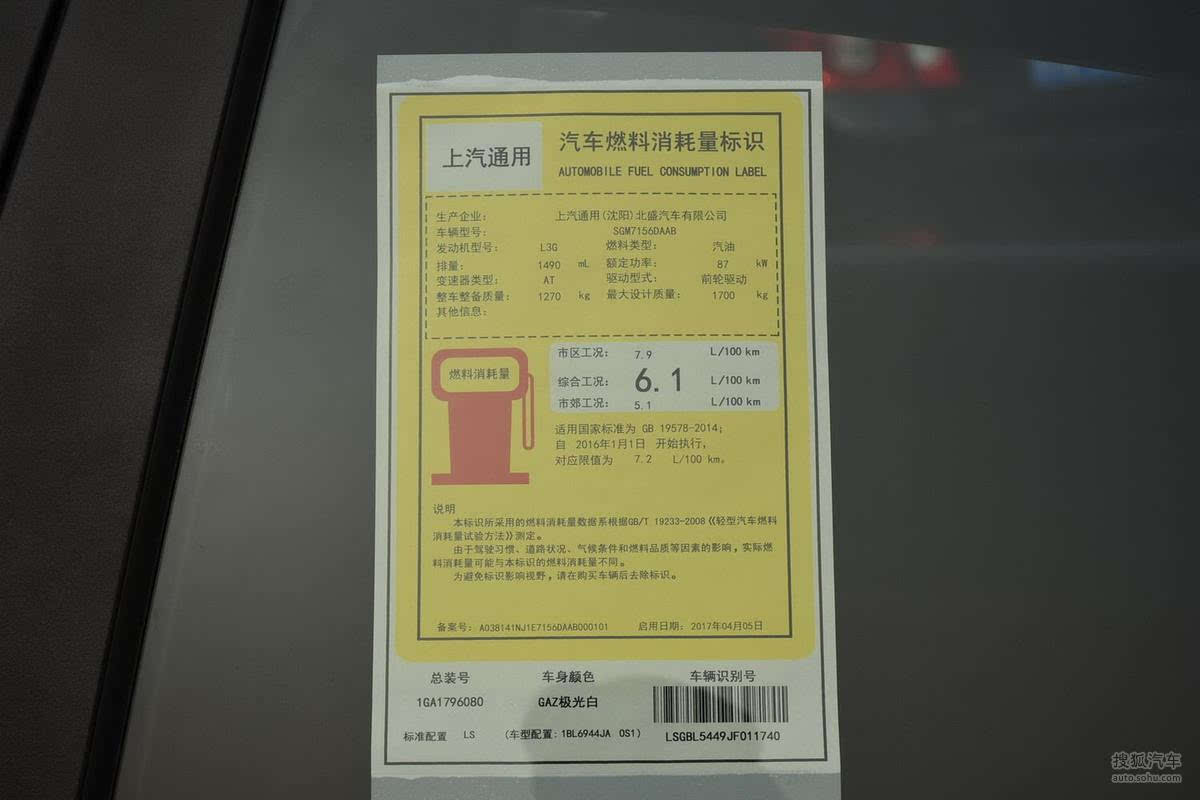 上汽通用
汽车燃料消耗量标识
AUTOMOBILE FUEL CONSUMPTION LABEL
生产企业： 上汽通用(沈阳)北盛汽车有限公司
车辆型号： SGM7156DAAB
发动机型号： L3G 燃料类型： 汽油
排量： 1490 mL 额定功率： 87 kW
变速器类型： AT 驱动型式： 前轮驱动
整车整备质量： 1270 kg 最大设计质量： 1700 kg
其他信息：
燃料消耗量
市区工况： 7.9 L/100 km
综合工况： 6.1 L/100 km
市郊工况： 5.1 L/100 km
适用国家标准为 GB 19578-2014；
自 2016年1月1日 开始执行，
对应限值为 7.2 L/100 km。
说明
本标识所采用的燃料消耗量数据系根据GB/T 19233-2008《轻型汽车燃料
消耗量试验方法》测定。
由于驾驶习惯、道路状况、气候条件和燃料品质等因素的影响，实际燃
料消耗量可能与本标识的燃料消耗量不同。
为避免标识影响视野，请在购买车辆后去除标识。
备案号： A038141NJ1E7156DAAB000101 启用日期： 2017年04月05日
总装号 车身颜色 车辆识别号
1GA1796080 GAZ极光白
标准配置 LS (车型配置：1BL6944JA 0S1) LSGBL5449JF011740
搜狐汽车
auto.sohu.com